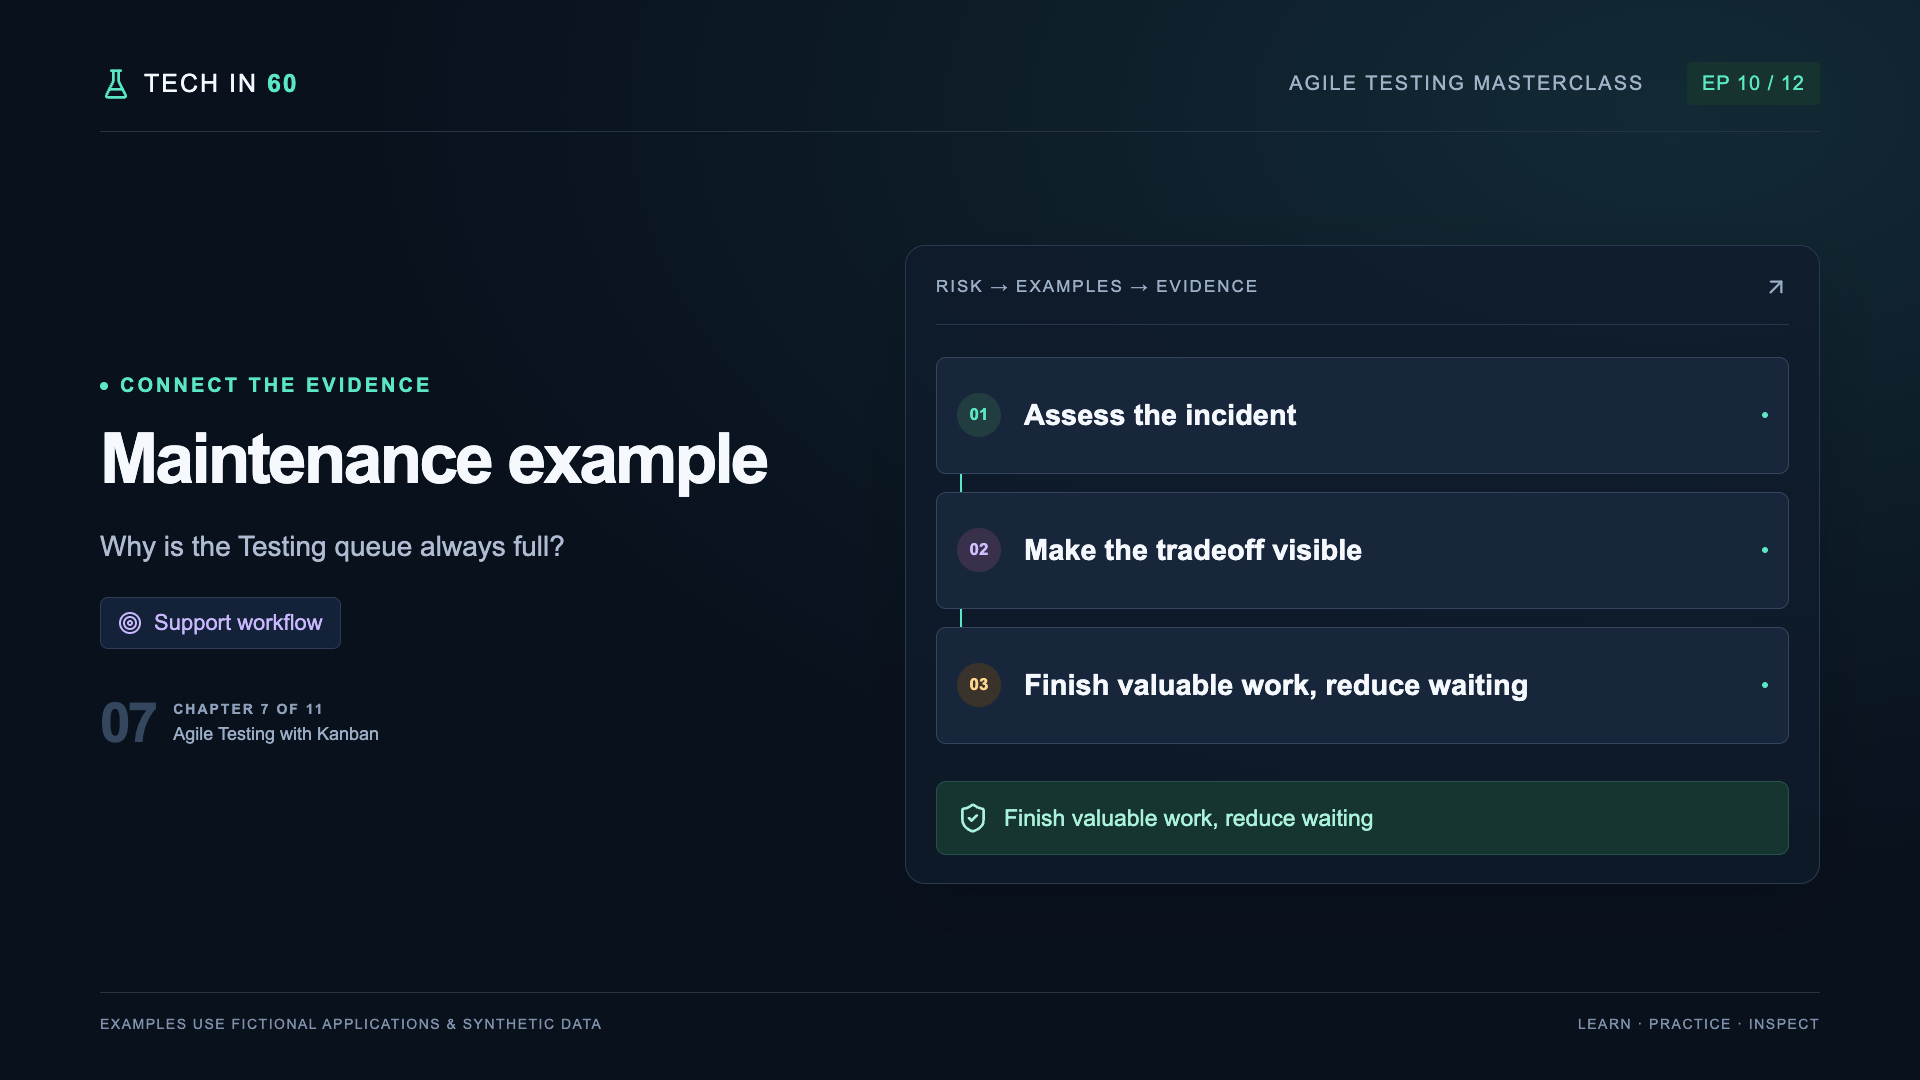 TECH IN 60
AGILE TESTING MASTERCLASS
EP 10 / 12
CONNECT THE EVIDENCE
Maintenance example
Why is the Testing queue always full?
Support workflow
07
CHAPTER 7 OF 11
Agile Testing with Kanban
RISK → EXAMPLES → EVIDENCE
01
Assess the incident
02
Make the tradeoff visible
03
Finish valuable work, reduce waiting
Finish valuable work, reduce waiting
EXAMPLES USE FICTIONAL APPLICATIONS & SYNTHETIC DATA
LEARN · PRACTICE · INSPECT